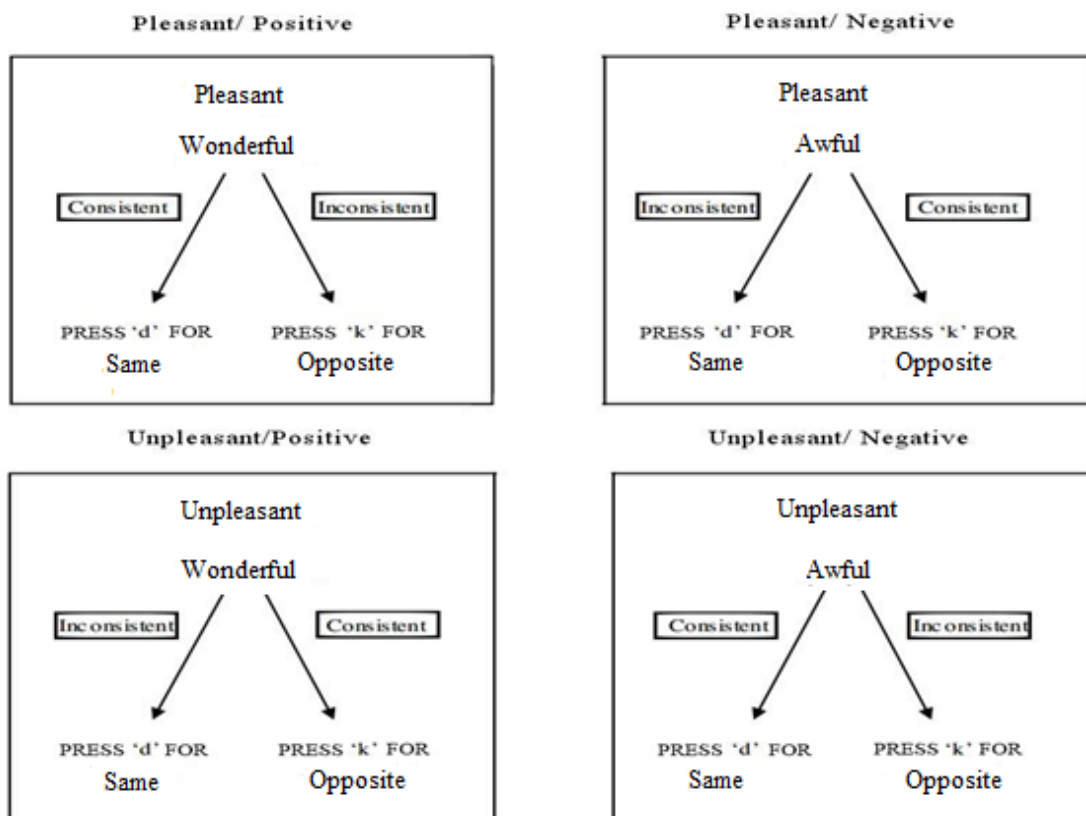 Pleasant/ Positive
Pleasant
Wonderful
Consistent
Inconsistent
PRESS ‘d’ FOR
Same
PRESS ‘k’ FOR
Opposite
Pleasant/ Negative
Pleasant
Awful
Inconsistent
Consistent
PRESS ‘d’ FOR
Same
PRESS ‘k’ FOR
Opposite
Unpleasant/Positive
Unpleasant
Wonderful
Inconsistent
Consistent
PRESS ‘d’ FOR
Same
PRESS ‘k’ FOR
Opposite
Unpleasant/ Negative
Unpleasant
Awful
Consistent
Inconsistent
PRESS ‘d’ FOR
Same
PRESS ‘k’ FOR
Opposite